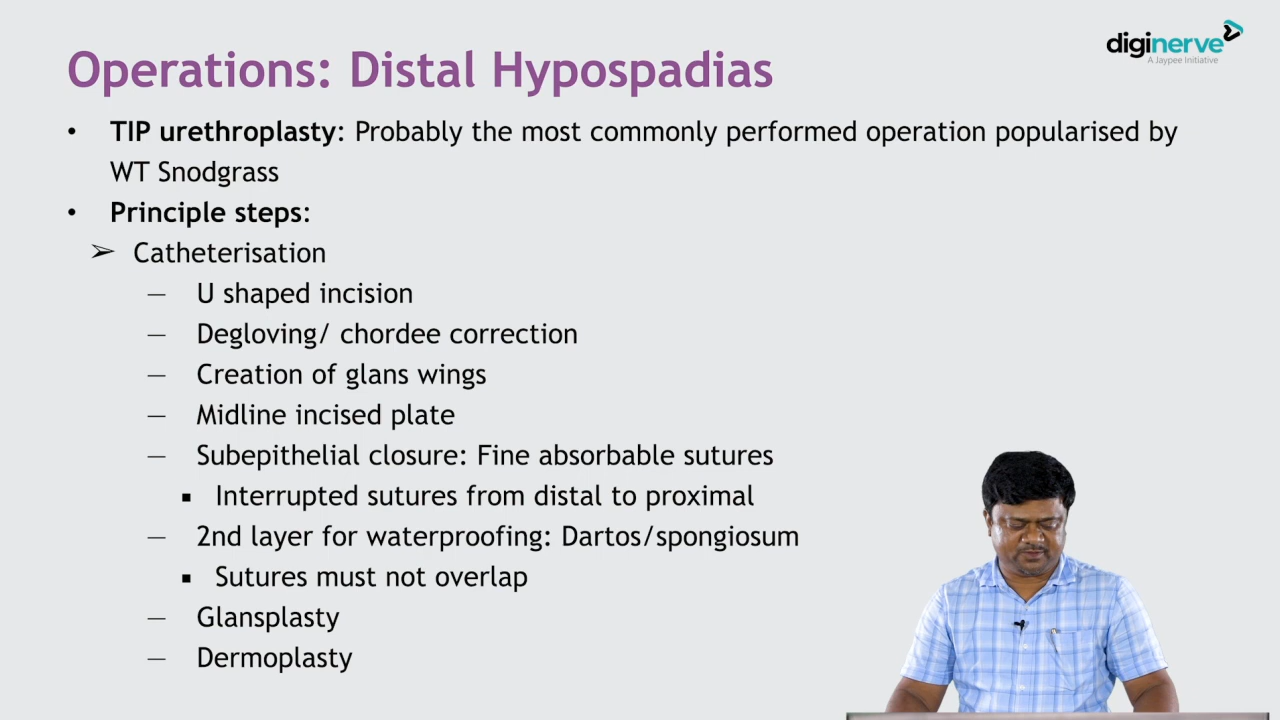 diginerve
A Jaypee Initiative
Operations: Distal Hypospadias
• TIP urethroplasty: Probably the most commonly performed operation popularised by
WT Snodgrass
• Principle steps:
➢ Catheterisation
— U shaped incision
— Degloving/ chordee correction
— Creation of glans wings
— Midline incised plate
— Subepithelial closure: Fine absorbable sutures
▪ Interrupted sutures from distal to proximal
— 2nd layer for waterproofing: Dartos/spongiosum
▪ Sutures must not overlap
— Glansplasty
— Dermoplasty